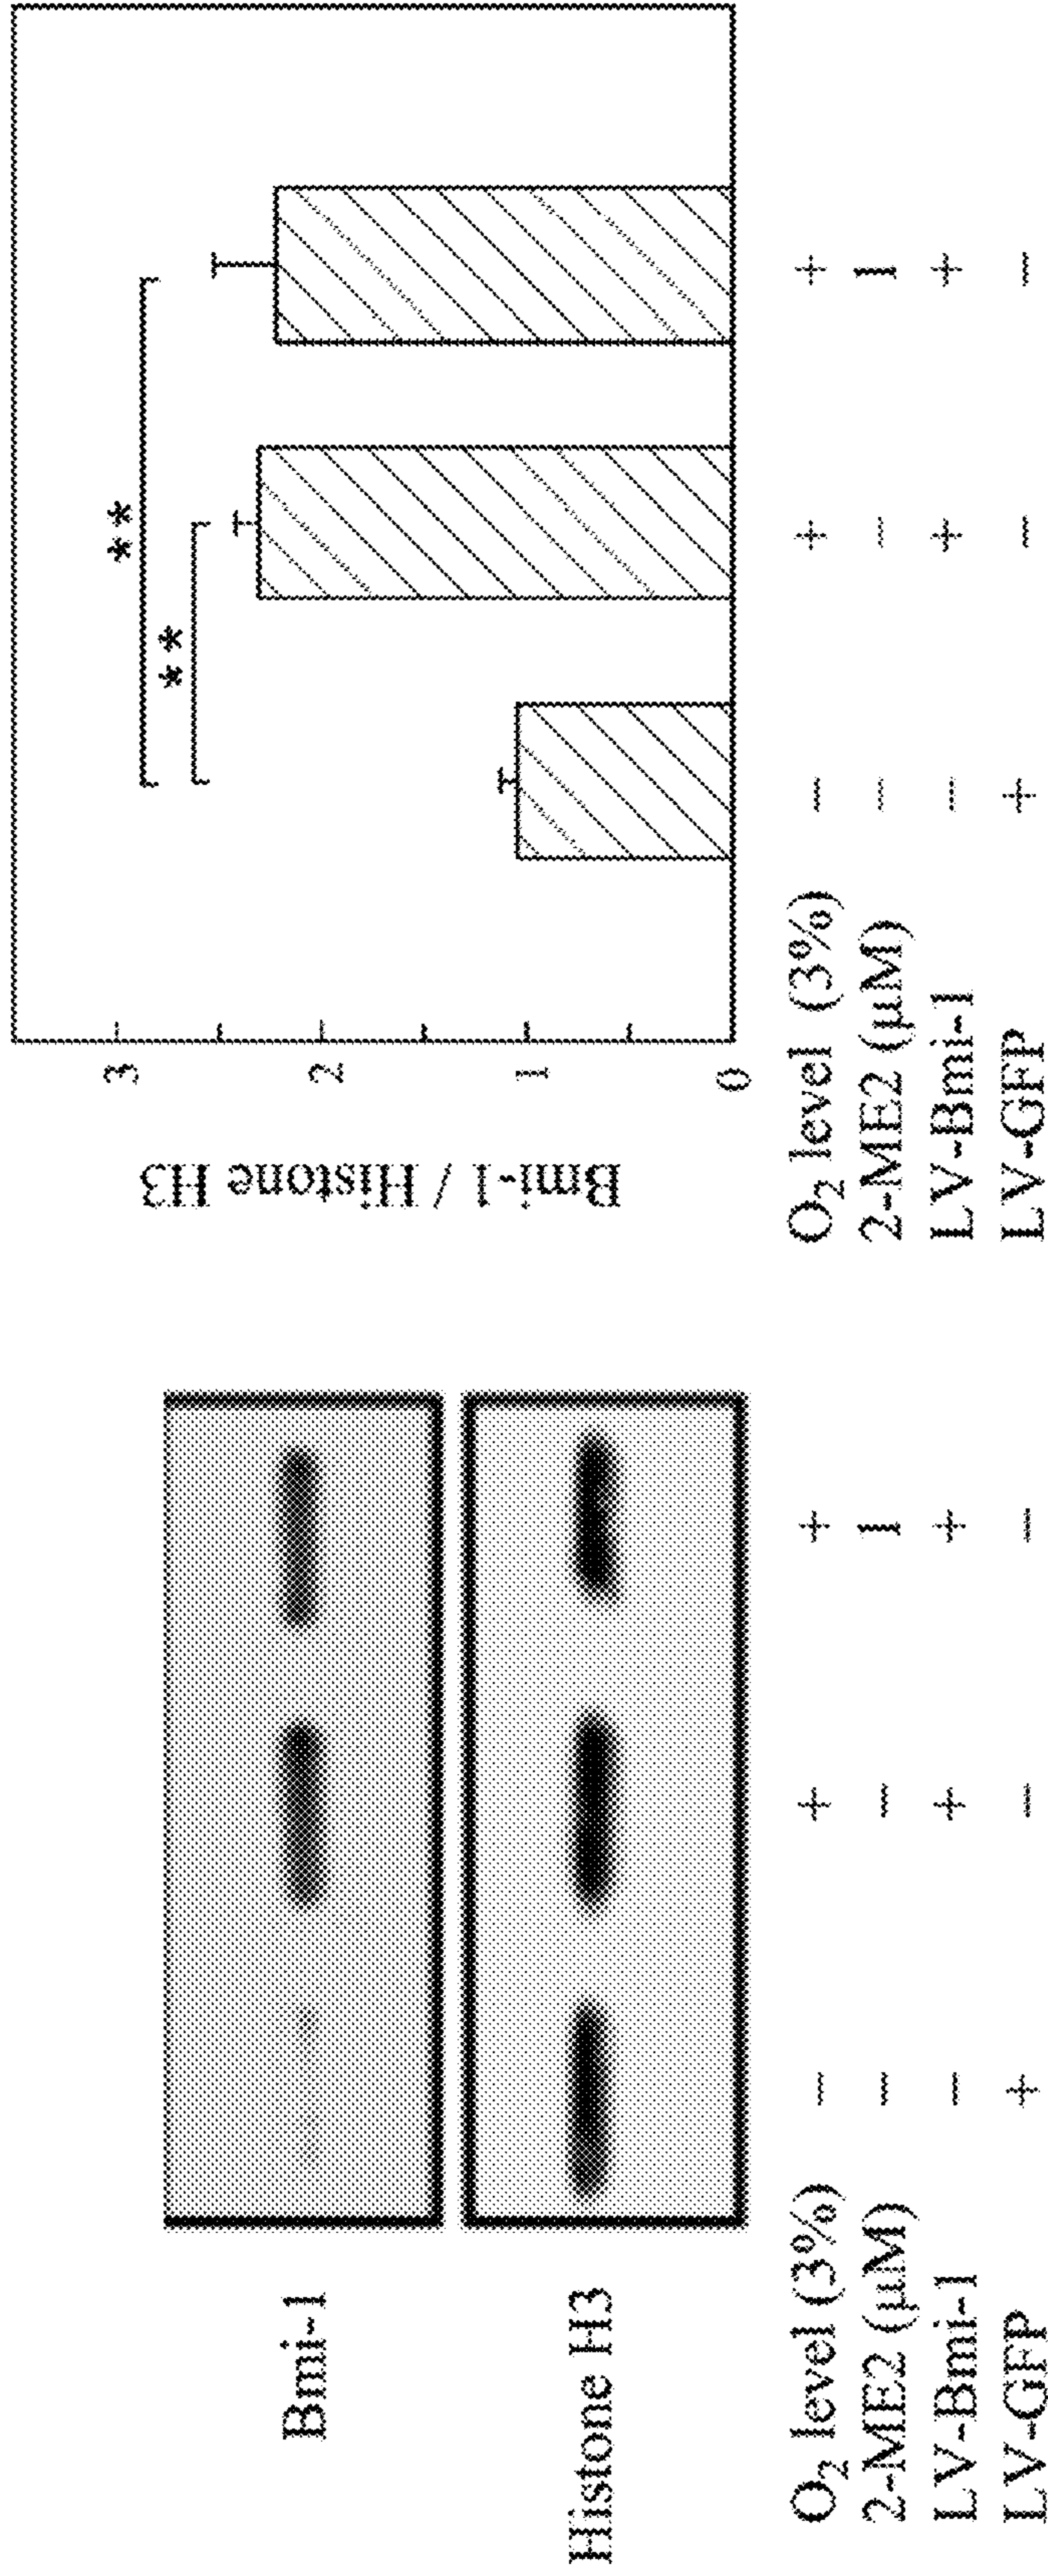 Bmi-1
Histone H3
O₂ level (3%) − + +
2-ME2 (μM) − − 1
LV-Bmi-1 − + +
LV-GFP + − −
Bmi-1 / Histone H3
3
2
1
0
**
**
O₂ level (3%) − + +
2-ME2 (μM) − − 1
LV-Bmi-1 − + +
LV-GFP + − −